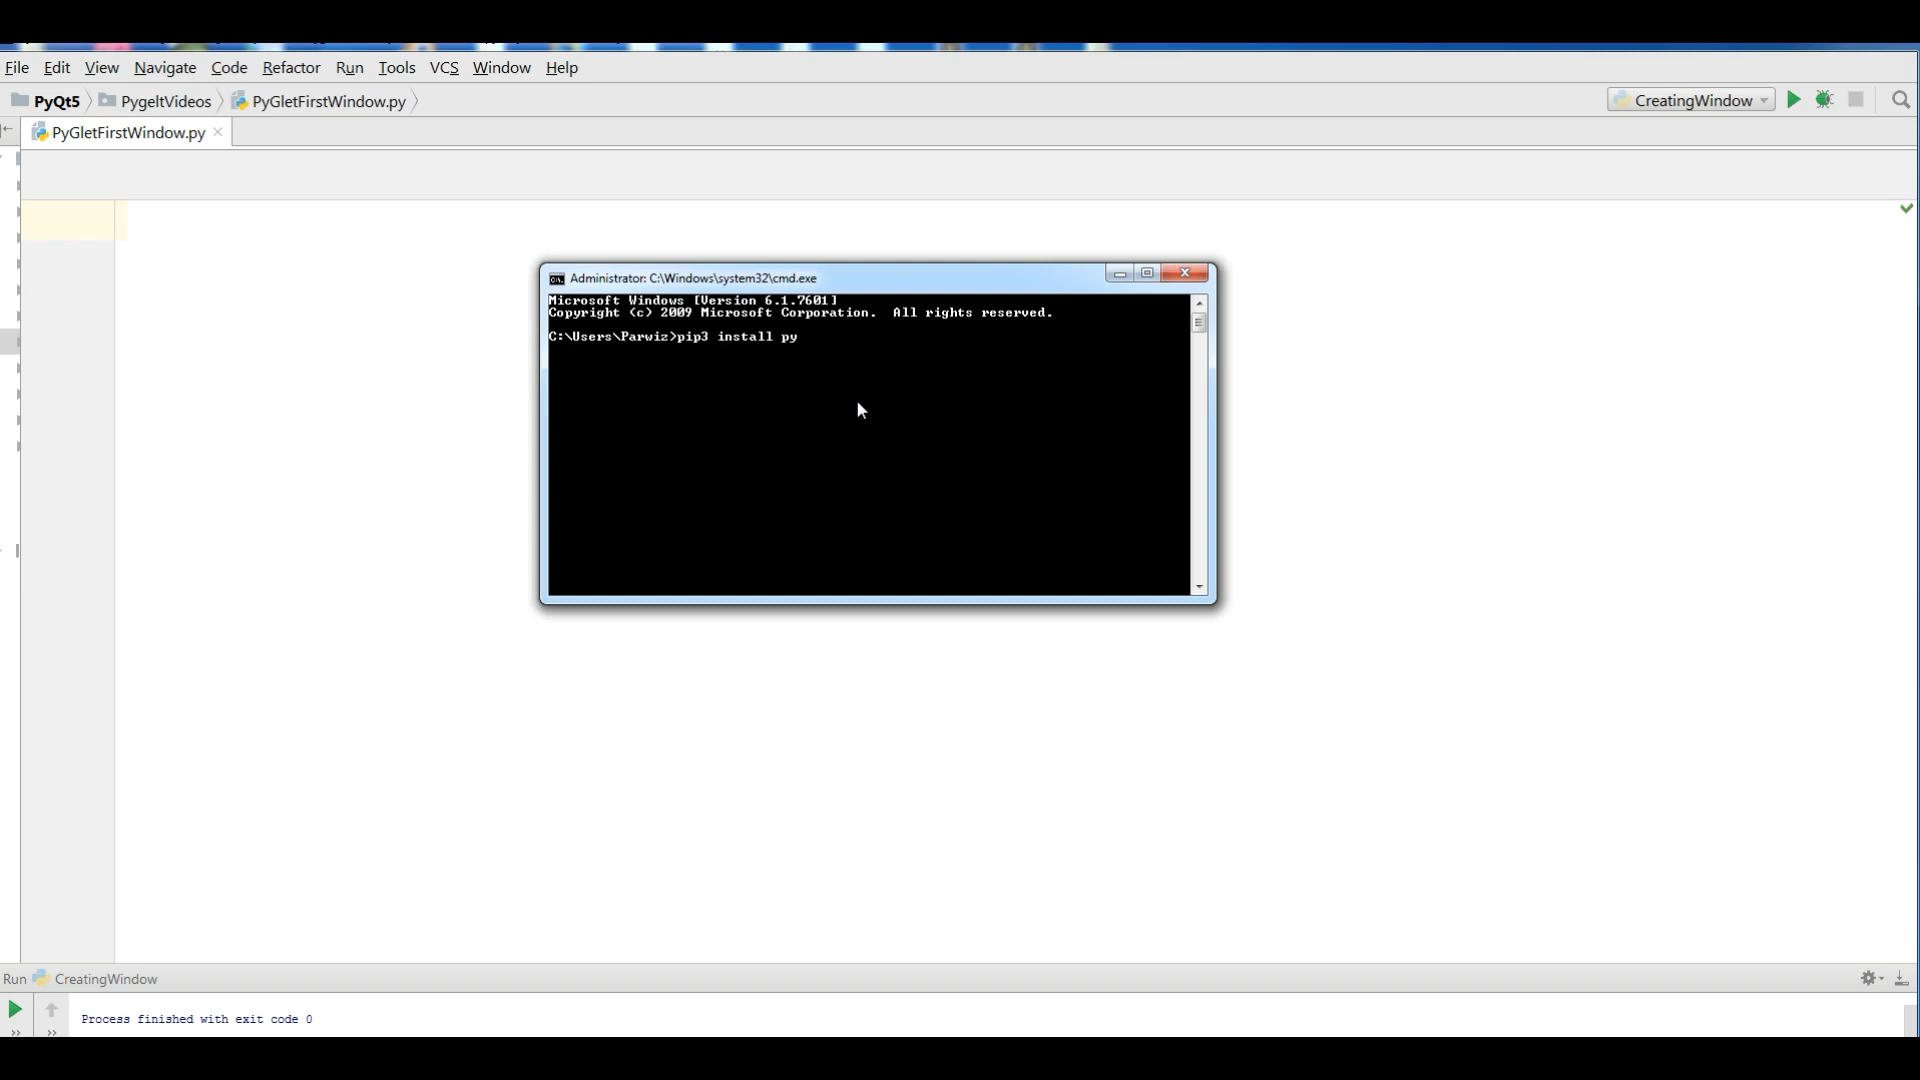 File Edit View Navigate Code Refactor Run Tools VCS Window Help
PyQt5 PygeltVideos PyGletFirstWindow.py CreatingWindow
PyGletFirstWindow.py
Administrator: C:\Windows\system32\cmd.exe
Microsoft Windows [Version 6.1.7601]
Copyright (c) 2009 Microsoft Corporation. All rights reserved.
C:\Users\Parwiz>pip3 install py
Run CreatingWindow
Process finished with exit code 0